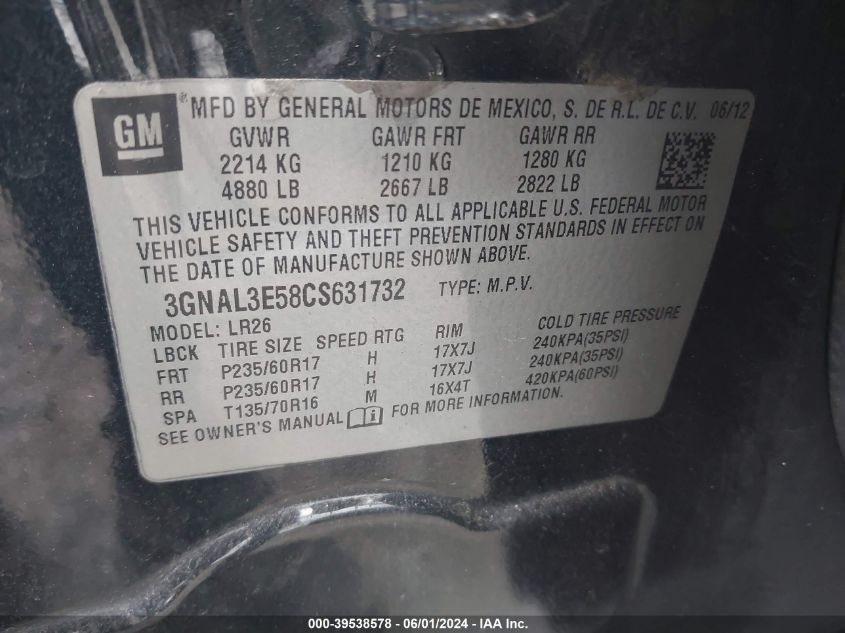 GM ® MFD BY GENERAL MOTORS DE MEXICO, S. DE R.L. DE C.V. 06/12
GVWR GAWR FRT GAWR RR
2214 KG 1210 KG 1280 KG
4880 LB 2667 LB 2822 LB
THIS VEHICLE CONFORMS TO ALL APPLICABLE U.S. FEDERAL MOTOR
VEHICLE SAFETY AND THEFT PREVENTION STANDARDS IN EFFECT ON
THE DATE OF MANUFACTURE SHOWN ABOVE.
3GNAL3E58CS631732 TYPE: M.P.V.
MODEL: LR26
LBCK TIRE SIZE SPEED RTG RIM COLD TIRE PRESSURE
FRT P235/60R17 H 17X7J 240KPA(35PSI)
RR P235/60R17 H 17X7J 240KPA(35PSI)
SPA T135/70R16 M 16X4T 420KPA(60PSI)
SEE OWNER'S MANUAL FOR MORE INFORMATION.
000-39538578 - 06/01/2024 - IAA Inc.